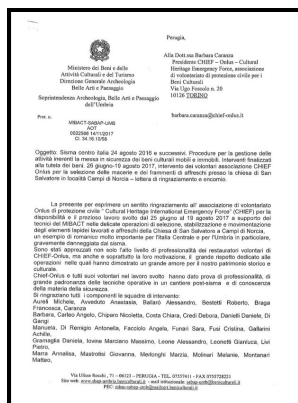 Perugia,
Ministero dei Beni e delle
Attività Culturali e del Turismo
Direzione Generale Archeologia
Belle Arti e Paesaggio
Soprintendenza Archeologia, Belle Arti e Paesaggio
dell'Umbria
Alla Dott.ssa Barbara Caranza
Presidente CHIEF – Onlus – Cultural
Heritage Emergency Force, associazione
di volontariato di protezione civile per i
Beni Culturali
Via Ugo Foscolo n. 20
10126 TORINO
barbara.caranza@chief-onlus.it
Prot. n.
MIBACT-SABAP-UMB
AOT
14/11/2017
Cl. 34.16.10/
Oggetto: Sisma centro italia 24 agosto 2016 e successivi. Procedure per la gestione delle
attività inerenti la messa in sicurezza dei beni culturali mobili e immobili. Interventi finalizzati
alla tutela dei beni. 26 giugno-19 agosto 2017, intervento dei volontari associazione CHIEF
Onlus per la selezione delle macerie e dei frammenti di affreschi presso la chiesa di San
Salvatore in località Campi di Norcia – lettera di ringraziamento e encomio.
La presente per esprimere un sentito ringraziamento all'associazione di volontariato
Onlus di protezione civile " Cultural Heritage International Emergency Force" (CHIEF) per la
disponibilità e il prezioso lavoro svolto dal 25 giugno al 19 agosto 2017 a supporto dei
tecnici del MIBACT nelle delicate operazioni di selezione, stabilizzazione e movimentazione
degli elementi lapidei lavorati e affreschi della Chiesa di San Salvatore a Campi di Norcia,
un esempio di romanico molto importante per l'Italia Centrale e per l'Umbria in particolare,
gravemente danneggiato dal sisma.
Sono stati apprezzati non solo l'alto livello di professionalità dei restauratori volontari di
CHIEF-Onlus, ma anche e soprattutto la loro motivazione, il grande rispetto dedicato alle
operazioni nelle quali hanno dimostrato un grande amore per il nostro patrimonio storico e
culturale.
Chief-Onlus e tutti suoi volontari nel lavoro svolto hanno dato prova di professionalità, di
grande padronanza delle tecniche operative in un cantiere post-sisma e di conoscenza
della materia della sicurezza.
Si ringraziano tutti i componenti le squadre di intervento:
Aureli Michele, Avveduto Anastasia, Ballard Alessandro, Bestetti Roberto, Braga
Francesca, Caranza
Barbara, Carleo Angelo, Chiparo Nicoletta, Costa Chiara, Credi Debora, Danielli Daniele, Di
Gangi
Manuela, Di Remigio Antonella, Facciolo Angela, Funari Sara, Fusi Cristina, Gallarini
Achille,
Gramaglia Daniela, Iovine Marciano Massimo, Leone Alessandro, Leonetti Gianluca, Livi
Pietro,
Marra Annalisa, Mastrolisi Giovanna, Merlonghi Marzia, Molinari Melanie, Montanari
Matteo,
Via Ulisse Rocchi, 71 – 06123 – PERUGIA – TEL. 07557411 – FAX 0755728221